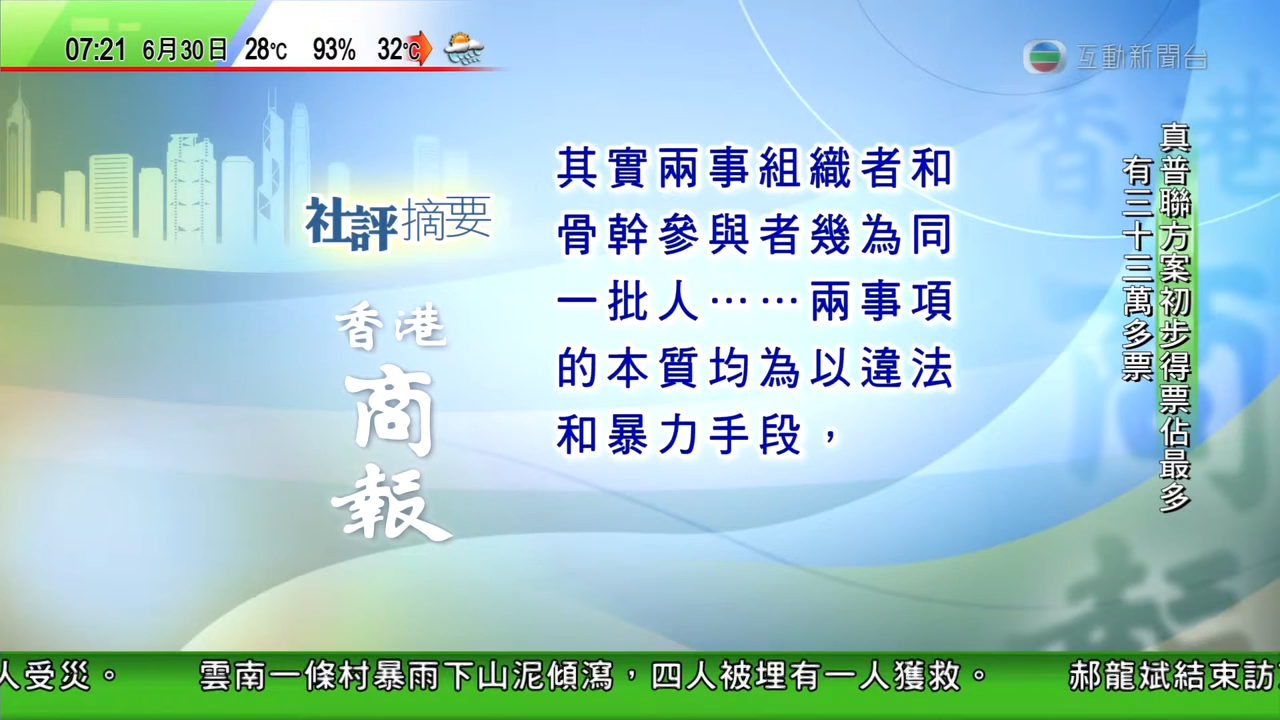 07:21 6月30日 28℃ 93% 32℃
互動新聞台
社評摘要
香港
商
報
其實兩事組織者和
骨幹參與者幾為同
一批人……兩事項
的本質均為以違法
和暴力手段，
真普聯方案初步得票佔最多
有三十三萬多票
人受災。 雲南一條村暴雨下山泥傾瀉，四人被埋有一人獲救。 郝龍斌結束訪